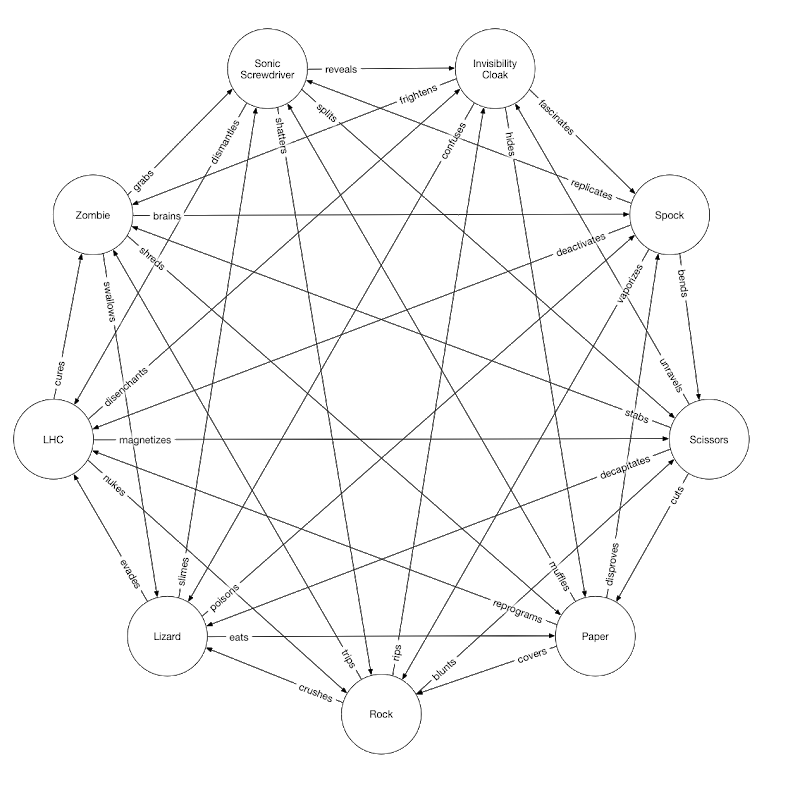 Sonic
Screwdriver
reveals
Invisibility
Cloak
frightens
splits
fascinates
dismantles
shatters
confuses
hides
grabs
replicates
Zombie
brains
Spock
shreds
deactivates
swallows
vaporizes
bends
cures
disenchants
unravels
stabs
LHC
magnetizes
Scissors
decapitates
nukes
cuts
evades
slimes
poisons
muffles
disproves
reprograms
Lizard
eats
Paper
trips
rips
blunts
covers
crushes
Rock